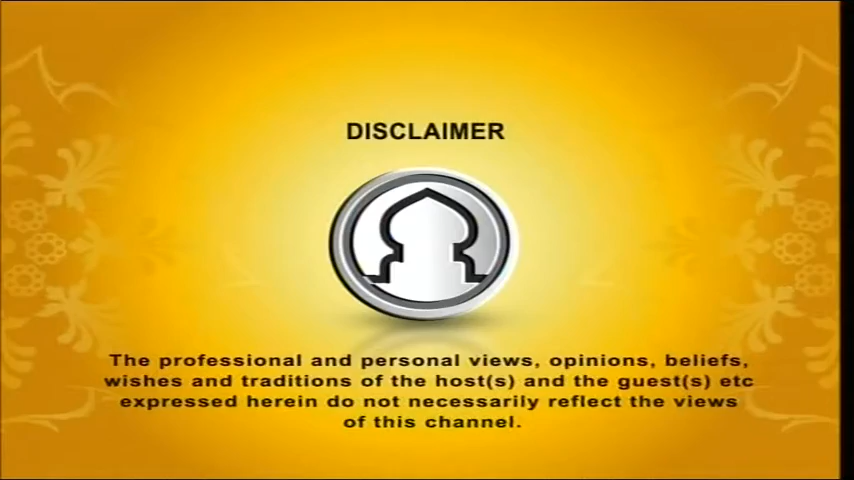 DISCLAIMER
The professional and personal views, opinions, beliefs,
wishes and traditions of the host(s) and the guest(s) etc
expressed herein do not necessarily reflect the views
of this channel.